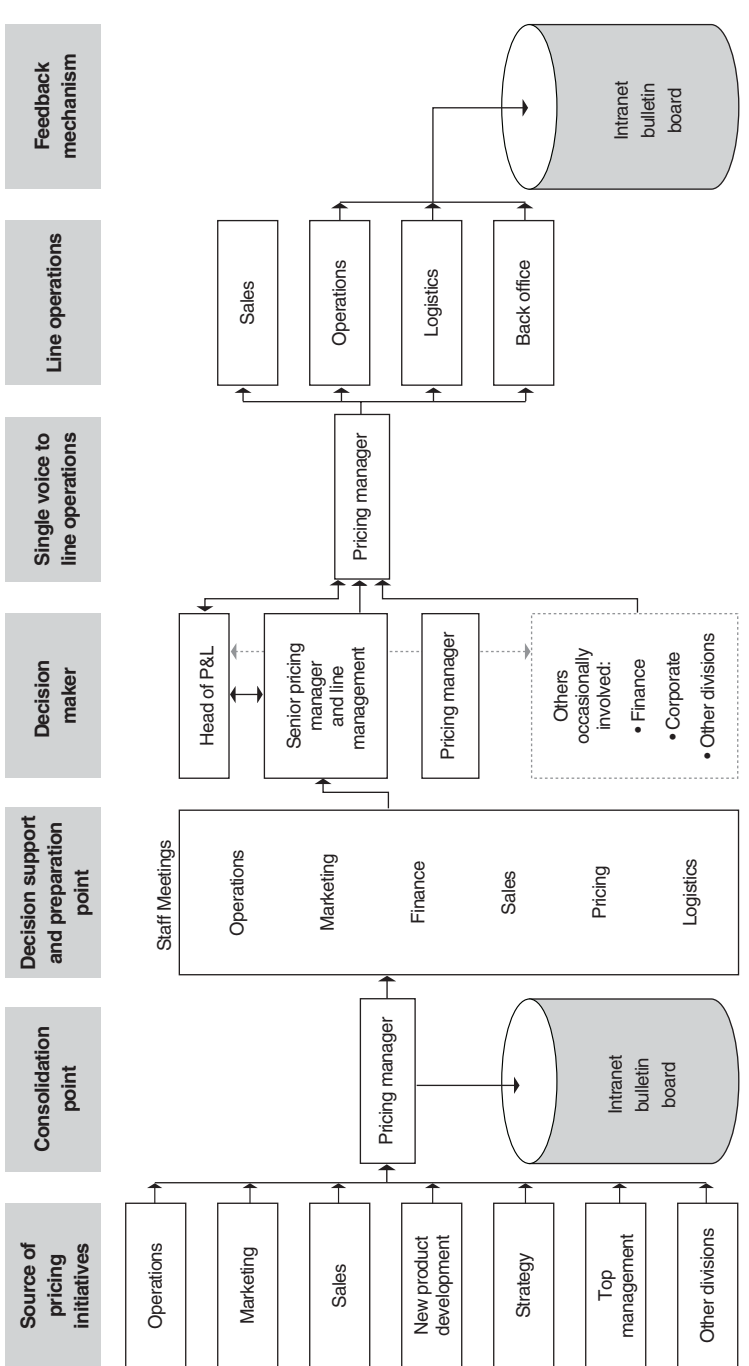 Source of
pricing
initiatives
Consolidation
point
Decision support
and preparation
point
Decision
maker
Single voice to
line operations
Line operations
Feedback
mechanism
Operations
Marketing
Sales
New product
development
Strategy
Top
management
Other divisions
Pricing manager
Intranet
bulletin
board
Staff Meetings
Operations
Marketing
Finance
Sales
Pricing
Logistics
Head of P&L
Senior pricing
manager
and line
management
Pricing manager
Others
occasionally
involved:
• Finance
• Corporate
• Other divisions
Pricing manager
Sales
Operations
Logistics
Back office
Intranet
bulletin
board